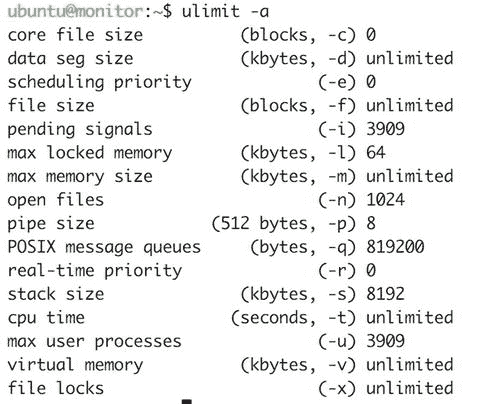 ubuntu@monitor:~$ ulimit -a
core file size          (blocks, -c) 0
data seg size           (kbytes, -d) unlimited
scheduling priority             (-e) 0
file size               (blocks, -f) unlimited
pending signals                 (-i) 3909
max locked memory       (kbytes, -l) 64
max memory size         (kbytes, -m) unlimited
open files                      (-n) 1024
pipe size            (512 bytes, -p) 8
POSIX message queues     (bytes, -q) 819200
real-time priority              (-r) 0
stack size              (kbytes, -s) 8192
cpu time               (seconds, -t) unlimited
max user processes              (-u) 3909
virtual memory          (kbytes, -v) unlimited
file locks                      (-x) unlimited